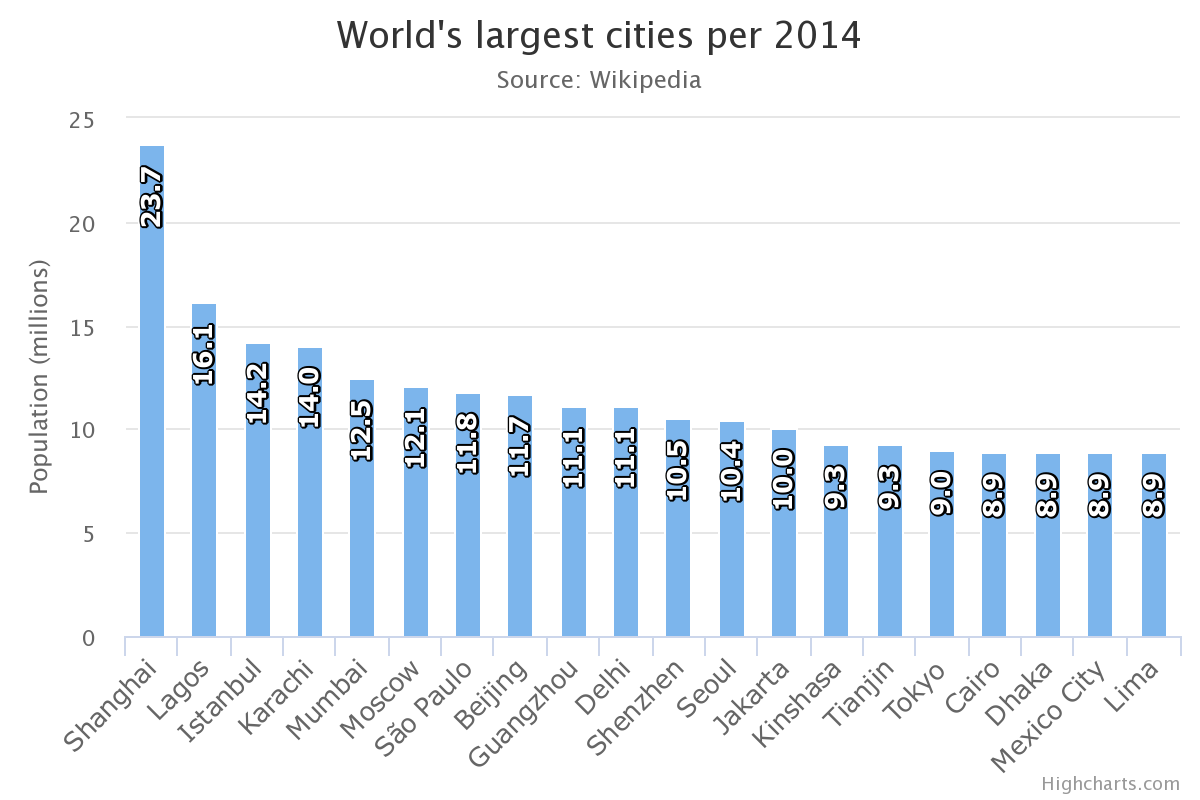 World's largest cities per 2014
Source: Wikipedia
Population (millions)
25
20
15
10
5
0
23.7
16.1
14.2
14.0
12.5
12.1
11.8
11.7
11.1
11.1
10.5
10.4
10.0
9.3
9.3
9.0
8.9
8.9
8.9
8.9
Shanghai
Lagos
Istanbul
Karachi
Mumbai
Moscow
São Paulo
Beijing
Guangzhou
Delhi
Shenzhen
Seoul
Jakarta
Kinshasa
Tianjin
Tokyo
Cairo
Dhaka
Mexico City
Lima
Highcharts.com